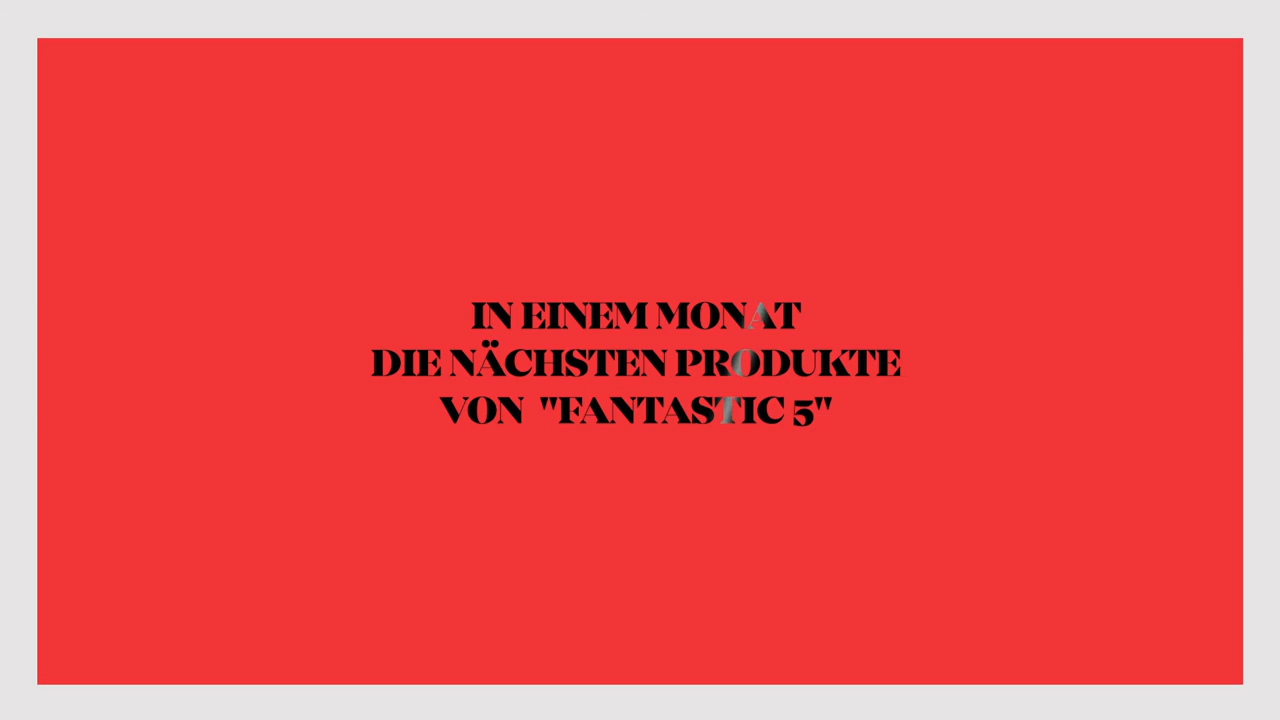 IN EINEM MONAT
DIE NÄCHSTEN PRODUKTE
VON "FANTASTIC 5"